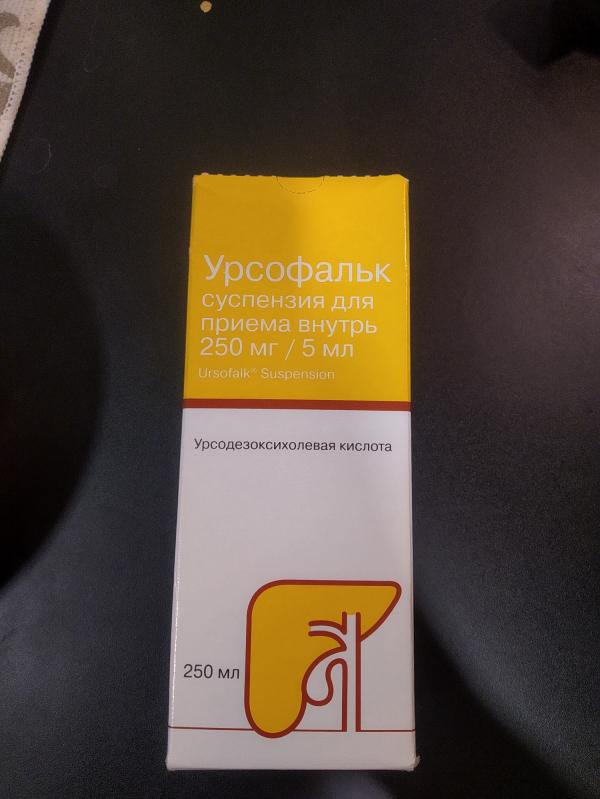 Урсофальк
суспензия для
приема внутрь
250 мг / 5 мл
Ursofalk® Suspension
Урсодезоксихолевая кислота
250 мл